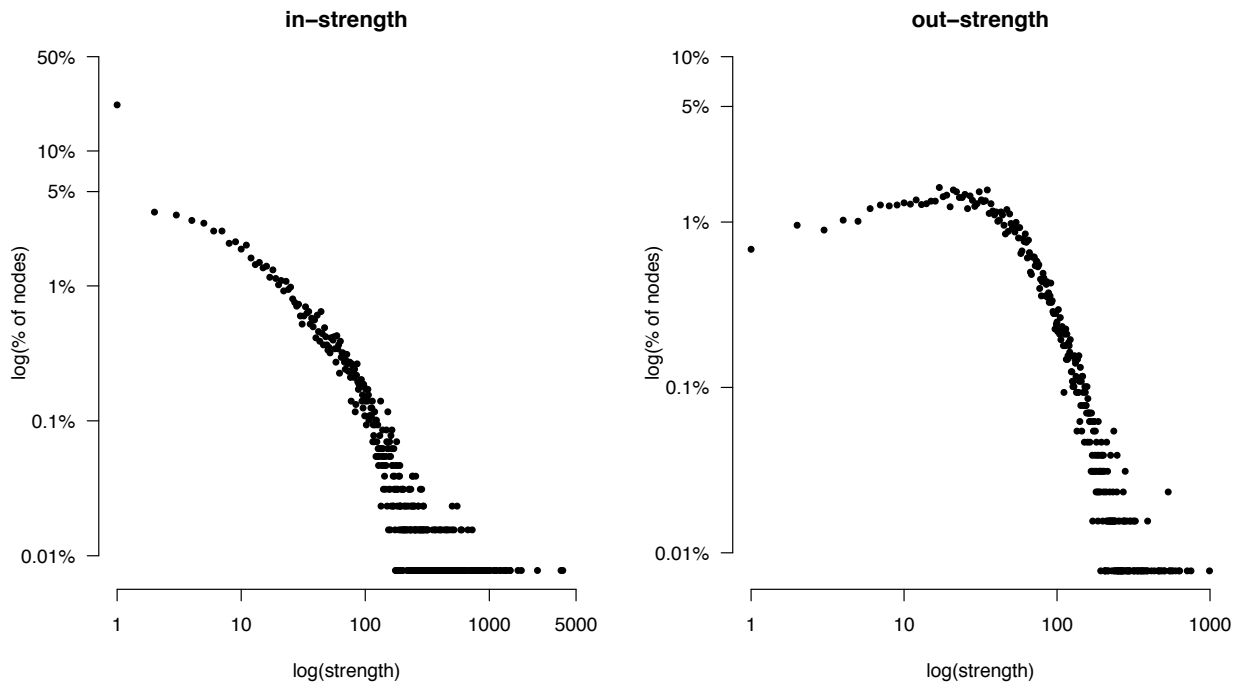 in−strength
50%
10%
5%
1%
0.1%
0.01%
log(% of nodes)
1 10 100 1000 5000
log(strength)
out−strength
10%
5%
1%
0.1%
0.01%
log(% of nodes)
1 10 100 1000
log(strength)